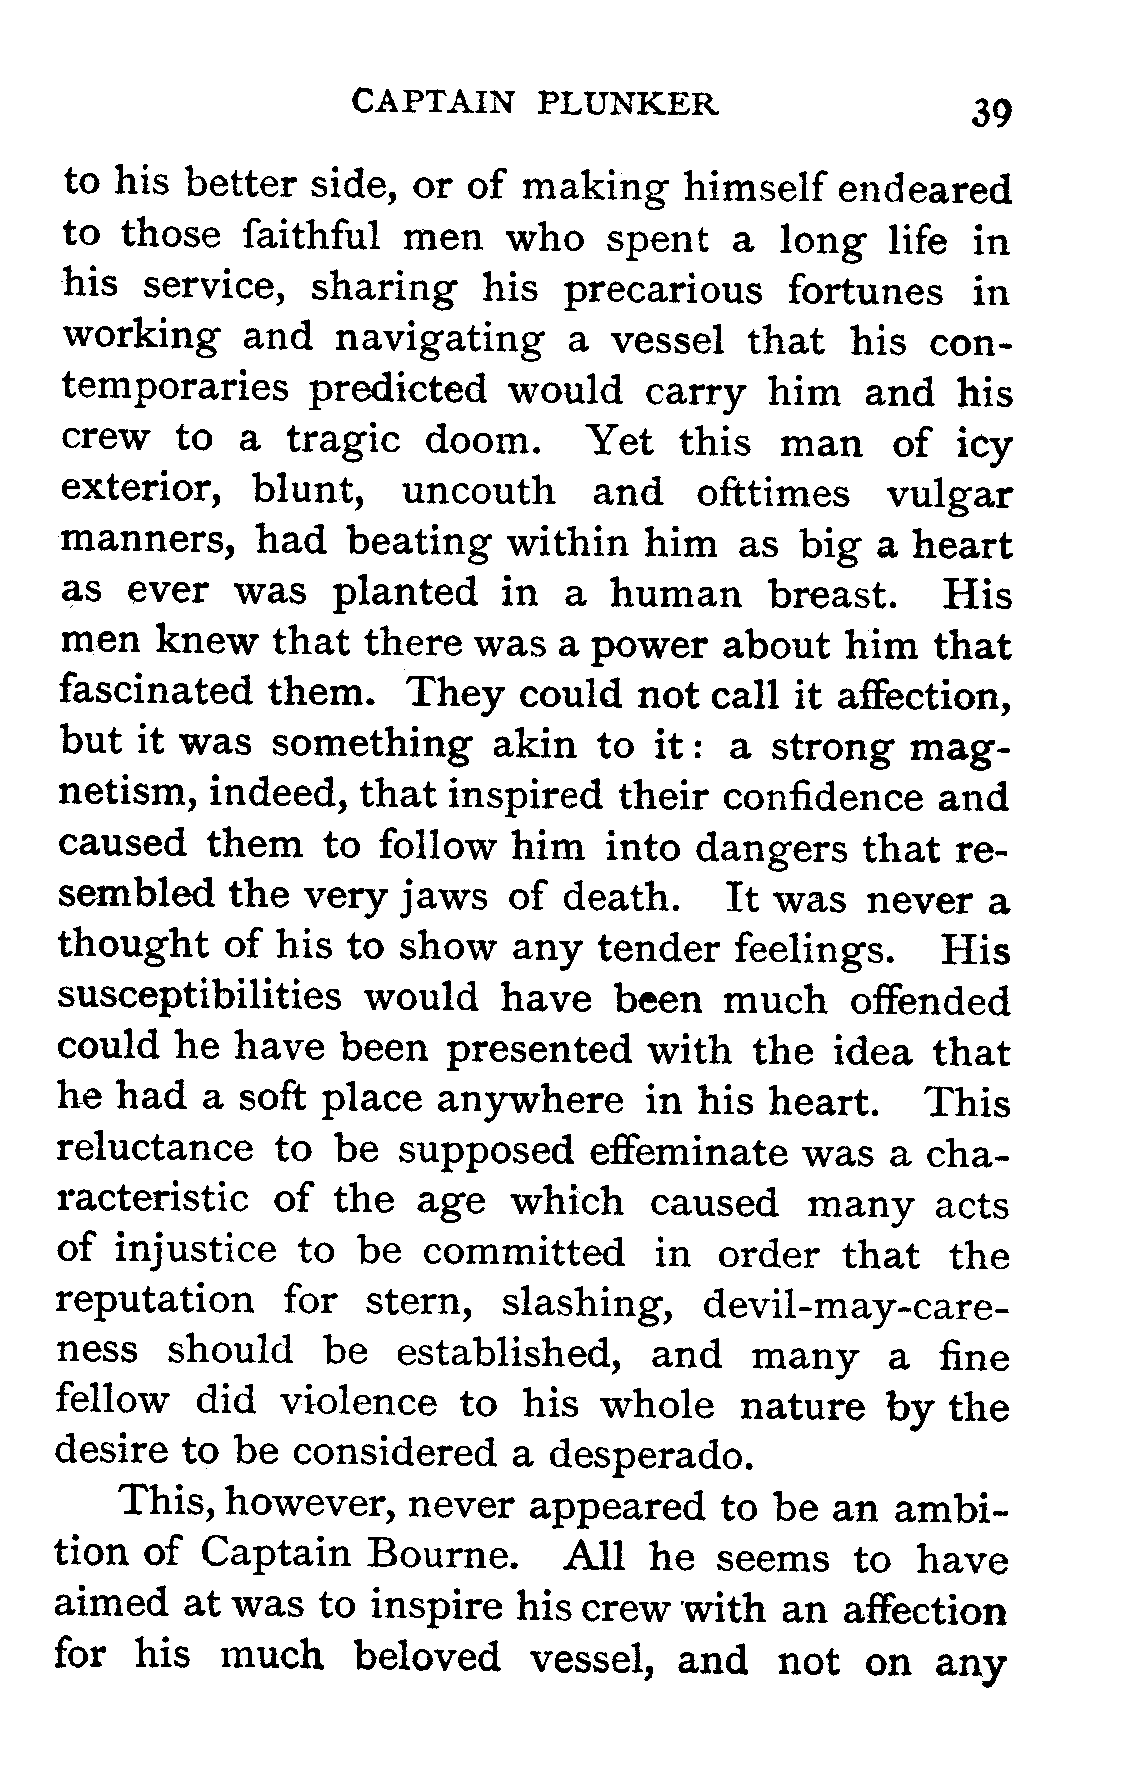 CAPTAIN PLUNKER 39
to his better side, or of making himself endeared
to those faithful men who spent a long life in
his service, sharing his precarious fortunes in
working and navigating a vessel that his con-
temporaries predicted would carry him and his
crew to a tragic doom. Yet this man of icy
exterior, blunt, uncouth and ofttimes vulgar
manners, had beating within him as big a heart
as ever was planted in a human breast. His
men knew that there was a power about him that
fascinated them. They could not call it affection,
but it was something akin to it: a strong mag-
netism, indeed, that inspired their confidence and
caused them to follow him into dangers that re-
sembled the very jaws of death. It was never a
thought of his to show any tender feelings. His
susceptibilities would have been much offended
could he have been presented with the idea that
he had a soft place anywhere in his heart. This
reluctance to be supposed effeminate was a cha-
racteristic of the age which caused many acts
of injustice to be committed in order that the
reputation for stern, slashing, devil-may-care-
ness should be established, and many a fine
fellow did violence to his whole nature by the
desire to be considered a desperado.
This, however, never appeared to be an ambi-
tion of Captain Bourne. All he seems to have
aimed at was to inspire his crew with an affection
for his much beloved vessel, and not on any